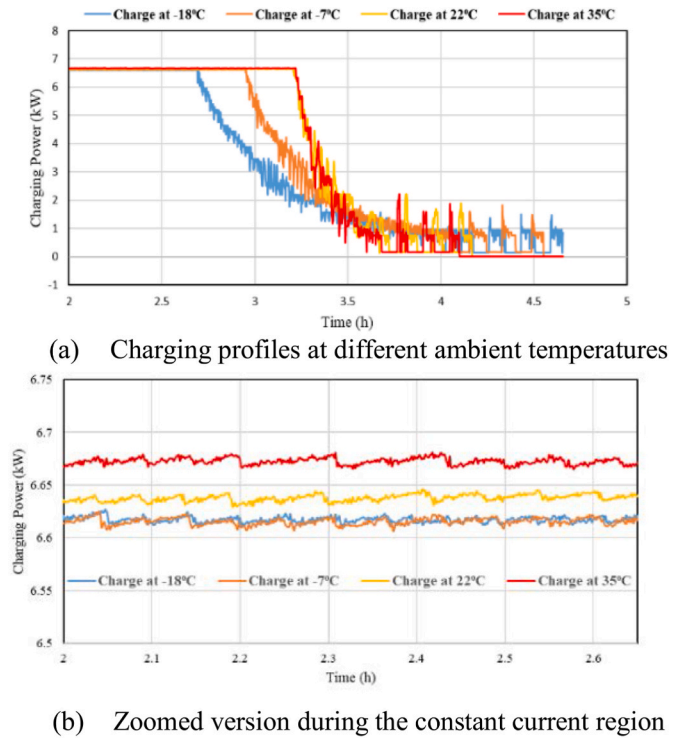 Charge at -18ºC Charge at -7ºC Charge at 22ºC Charge at 35ºC
8
7
6
5
4
3
2
1
0
-1
Charging Power (kW)
2 2.5 3 3.5 4 4.5 5
Time (h)
(a) Charging profiles at different ambient temperatures
6.75
6.7
6.65
6.6
6.55
6.5
Charging Power (kW)
Charge at -18ºC Charge at -7ºC Charge at 22ºC Charge at 35ºC
2 2.1 2.2 2.3 2.4 2.5 2.6
Time (h)
(b) Zoomed version during the constant current region